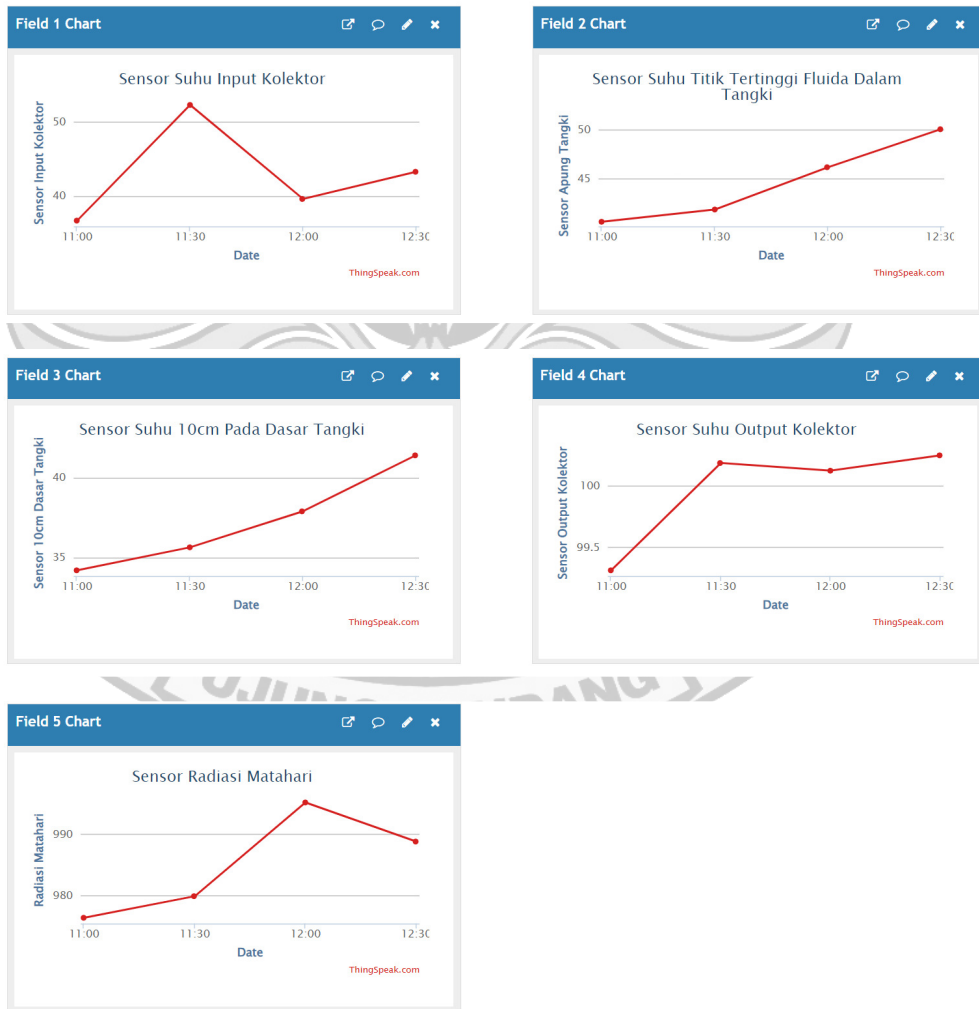 Field 1 Chart
Sensor Suhu Input Kolektor
Sensor Input Kolektor
50
40
11:00 11:30 12:00 12:30
Date
ThingSpeak.com
Field 2 Chart
Sensor Suhu Titik Tertinggi Fluida Dalam
Tangki
Sensor Apung Tangki
50
45
11:00 11:30 12:00 12:30
Date
ThingSpeak.com
Field 3 Chart
Sensor Suhu 10cm Pada Dasar Tangki
Sensor 10cm Dasar Tangki
40
35
11:00 11:30 12:00 12:30
Date
ThingSpeak.com
Field 4 Chart
Sensor Suhu Output Kolektor
Sensor Output Kolektor
100
99.5
11:00 11:30 12:00 12:30
Date
ThingSpeak.com
UJUNG
Field 5 Chart
Sensor Radiasi Matahari
Radiasi Matahari
990
980
11:00 11:30 12:00 12:30
Date
ThingSpeak.com